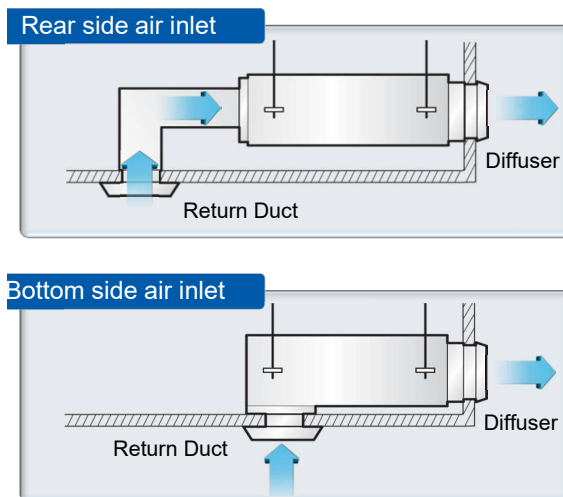 Rear side air inlet
Diffuser
Return Duct
Bottom side air inlet
Diffuser
Return Duct